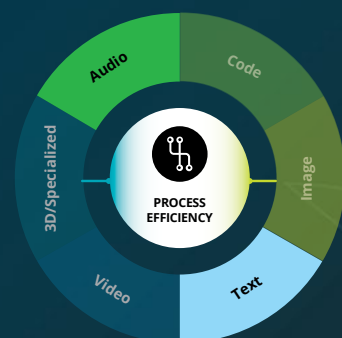 Audio
Code
3D/Specialized
Image
PROCESS
EFFICIENCY
Video
Text